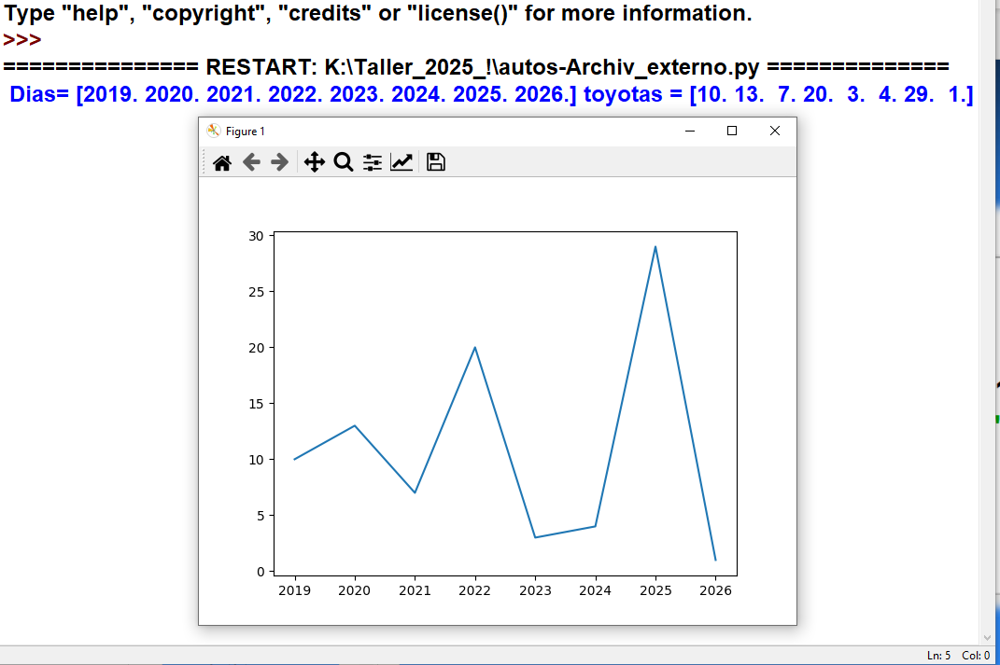 Type "help", "copyright", "credits" or "license()" for more information.
>>>
=============== RESTART: K:\Taller_2025_!\autos-Archiv_externo.py ==============
Dias= [2019. 2020. 2021. 2022. 2023. 2024. 2025. 2026.] toyotas = [10. 13.  7. 20.  3.  4. 29.  1.]
Figure 1
30
25
20
15
10
5
0
2019 2020 2021 2022 2023 2024 2025 2026
Ln: 5 Col: 0